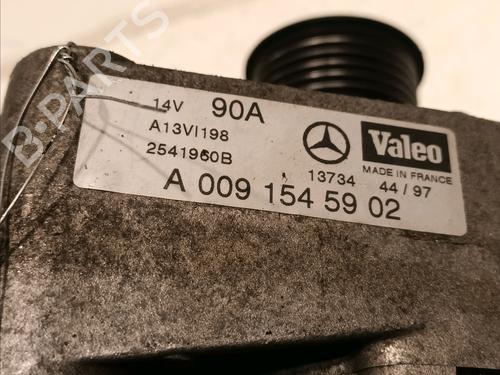 14V 90A
A13VI198
2541960B
Valeo
MADE IN FRANCE
13734 44/97
A 009 154 59 02
B-PARTS